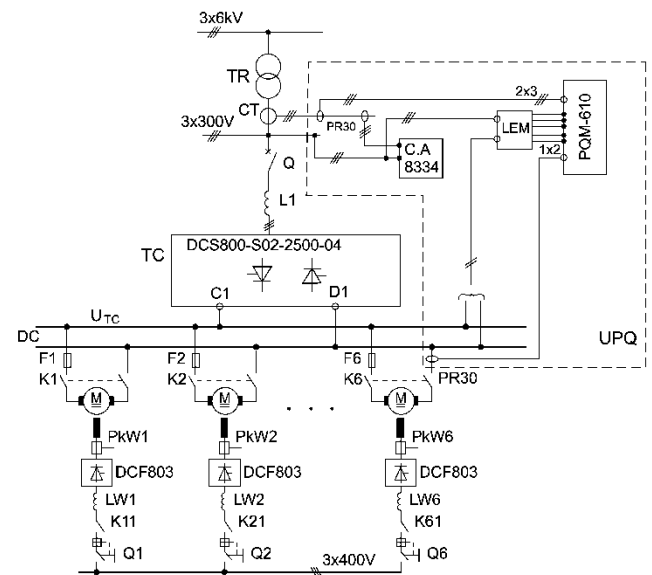 3x6kV
TR
CT
3x300V
PR30
2x3
PQM-610
LEM
1x2
C.A
8334
Q
L1
TC
DCS800-S02-2500-04
C1
D1
U TC
DC
UPQ
F1
F2
F6
K1
K2
K6
PR30
M
M
M
. . .
PkW1
PkW2
PkW6
DCF803
DCF803
DCF803
LW1
LW2
LW6
K11
K21
K61
Q1
Q2
Q6
3x400V